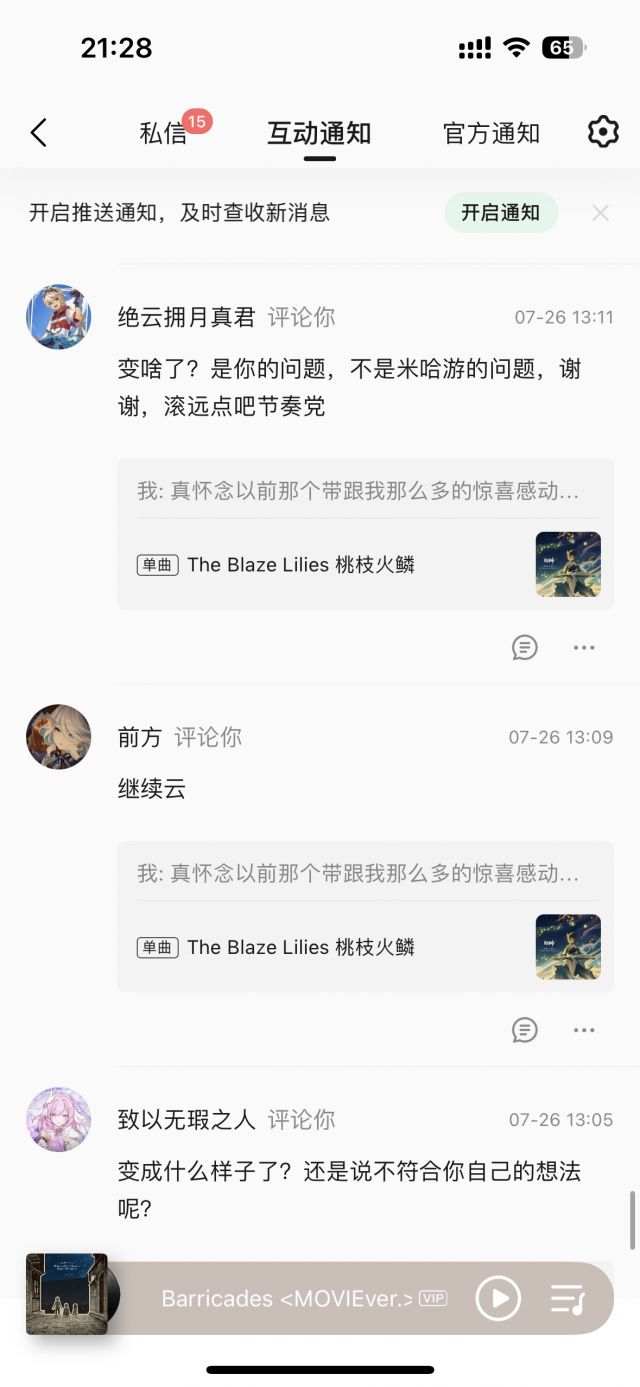 21:28
65
私信 15 互动通知 官方通知
开启推送通知，及时查收新消息 开启通知
绝云拥月真君 评论你 07-26 13:11
变啥了？是你的问题，不是米哈游的问题，谢
谢，滚远点吧节奏党
我: 真怀念以前那个带跟我那么多的惊喜感动...
单曲 The Blaze Lilies 桃枝火鳞
前方 评论你 07-26 13:09
继续云
我: 真怀念以前那个带跟我那么多的惊喜感动...
单曲 The Blaze Lilies 桃枝火鳞
致以无瑕之人 评论你 07-26 13:05
变成什么样子了？还是说不符合你自己的想法
呢?
Barricades <MOVIEver.> VIP